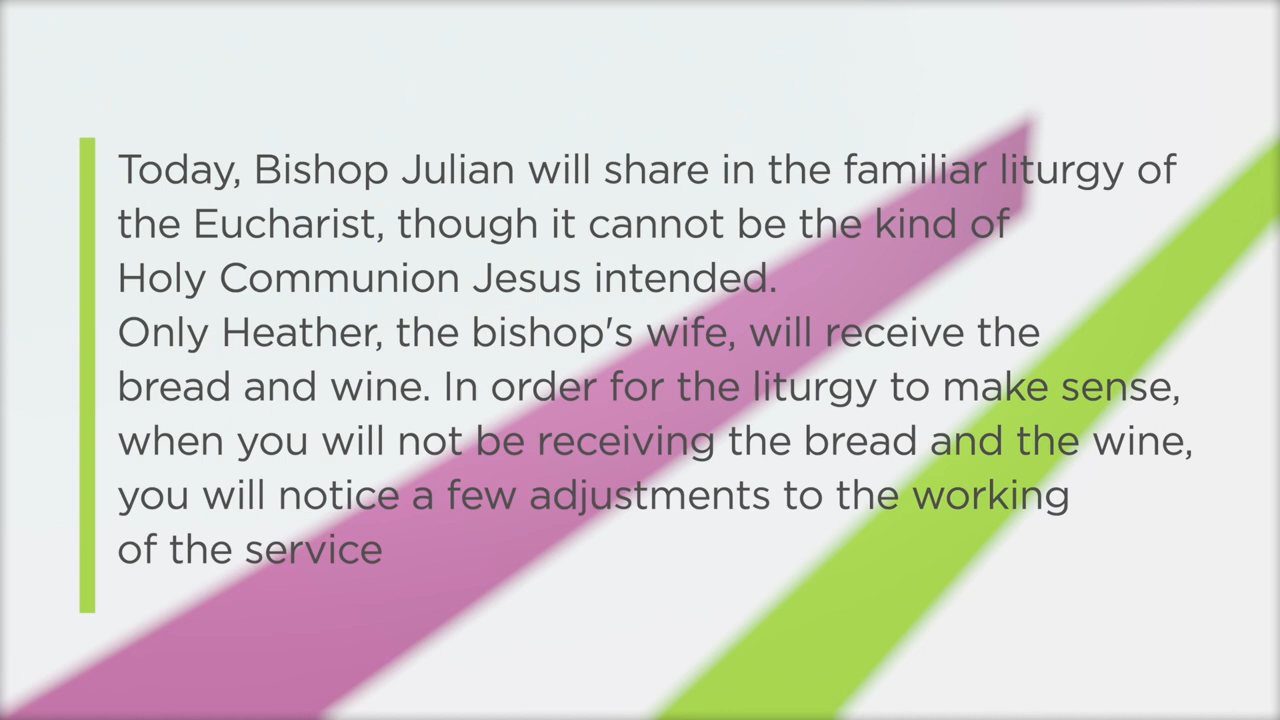 Today, Bishop Julian will share in the familiar liturgy of
the Eucharist, though it cannot be the kind of
Holy Communion Jesus intended.
Only Heather, the bishop's wife, will receive the
bread and wine. In order for the liturgy to make sense,
when you will not be receiving the bread and the wine,
you will notice a few adjustments to the working
of the service